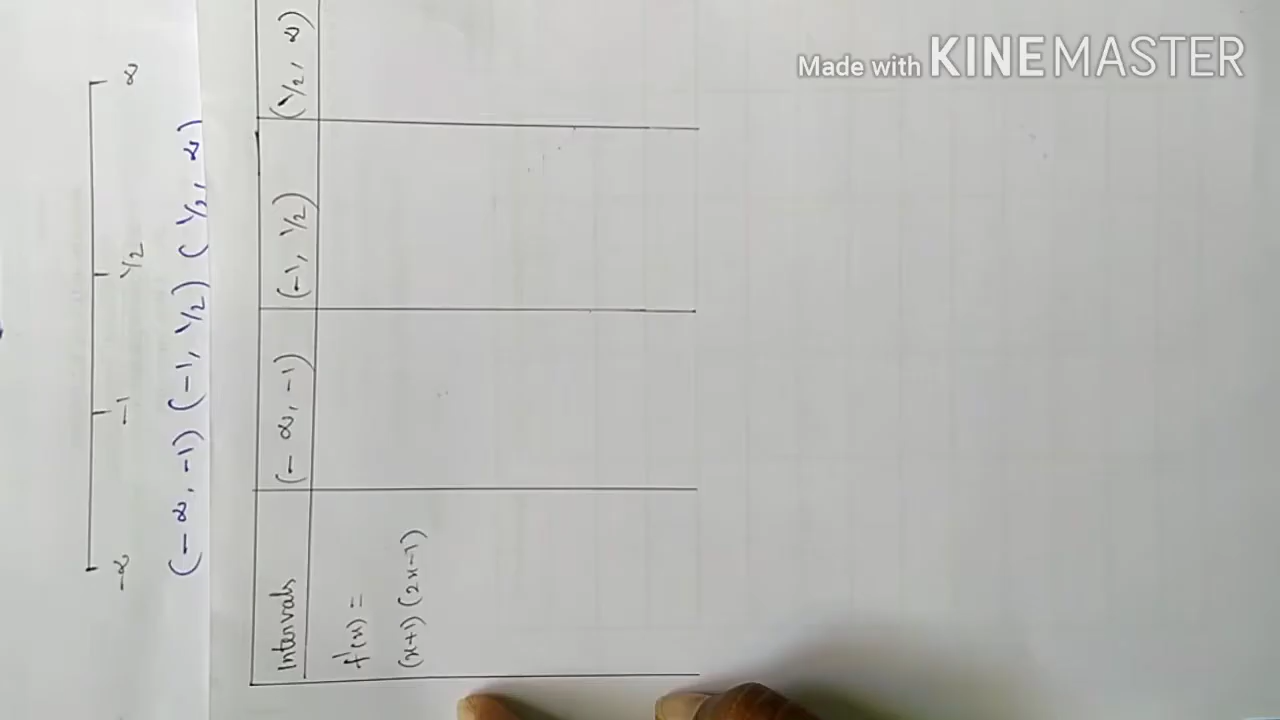 Made with KINEMASTER
-∞ -1 1/2 ∞
(-∞, -1) (-1, 1/2) (1/2, ∞)
Intervals (-∞, -1) (-1, 1/2) (1/2, ∞)
f'(x) =
(x+1) (2x-1)